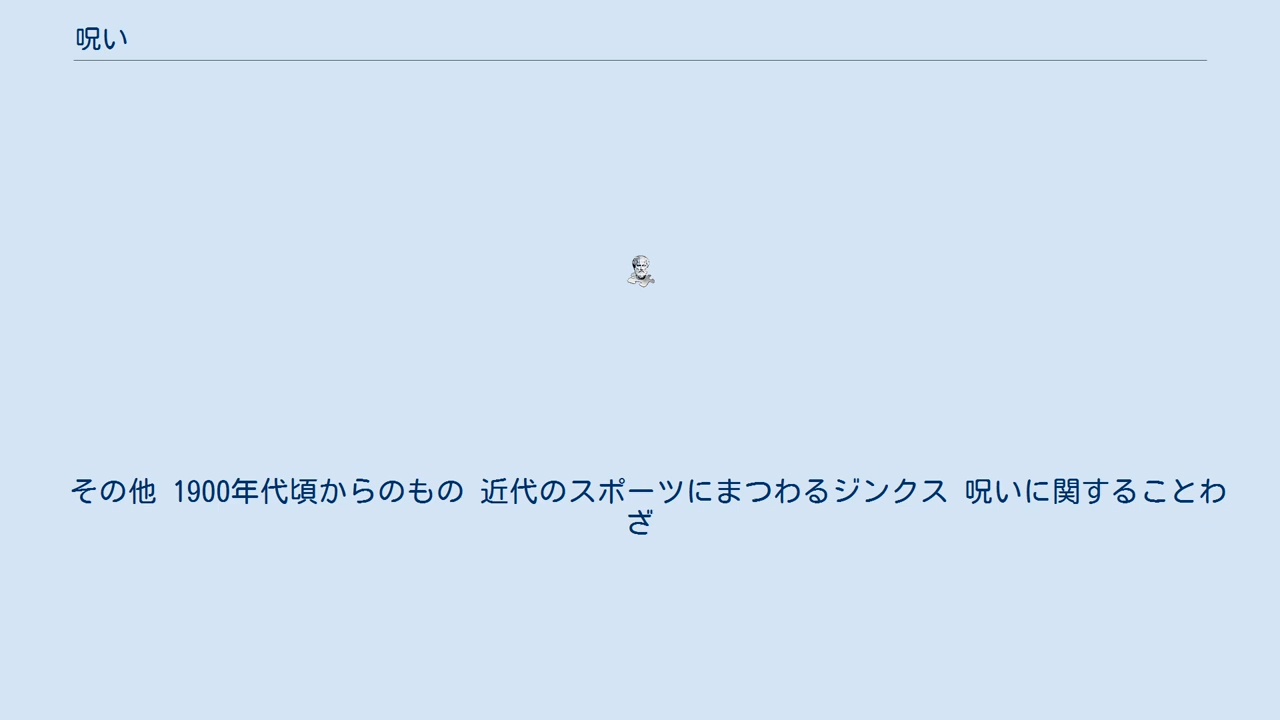 呪い
その他 1900年代頃からのもの 近代のスポーツにまつわるジンクス 呪いに関することわ
ざ